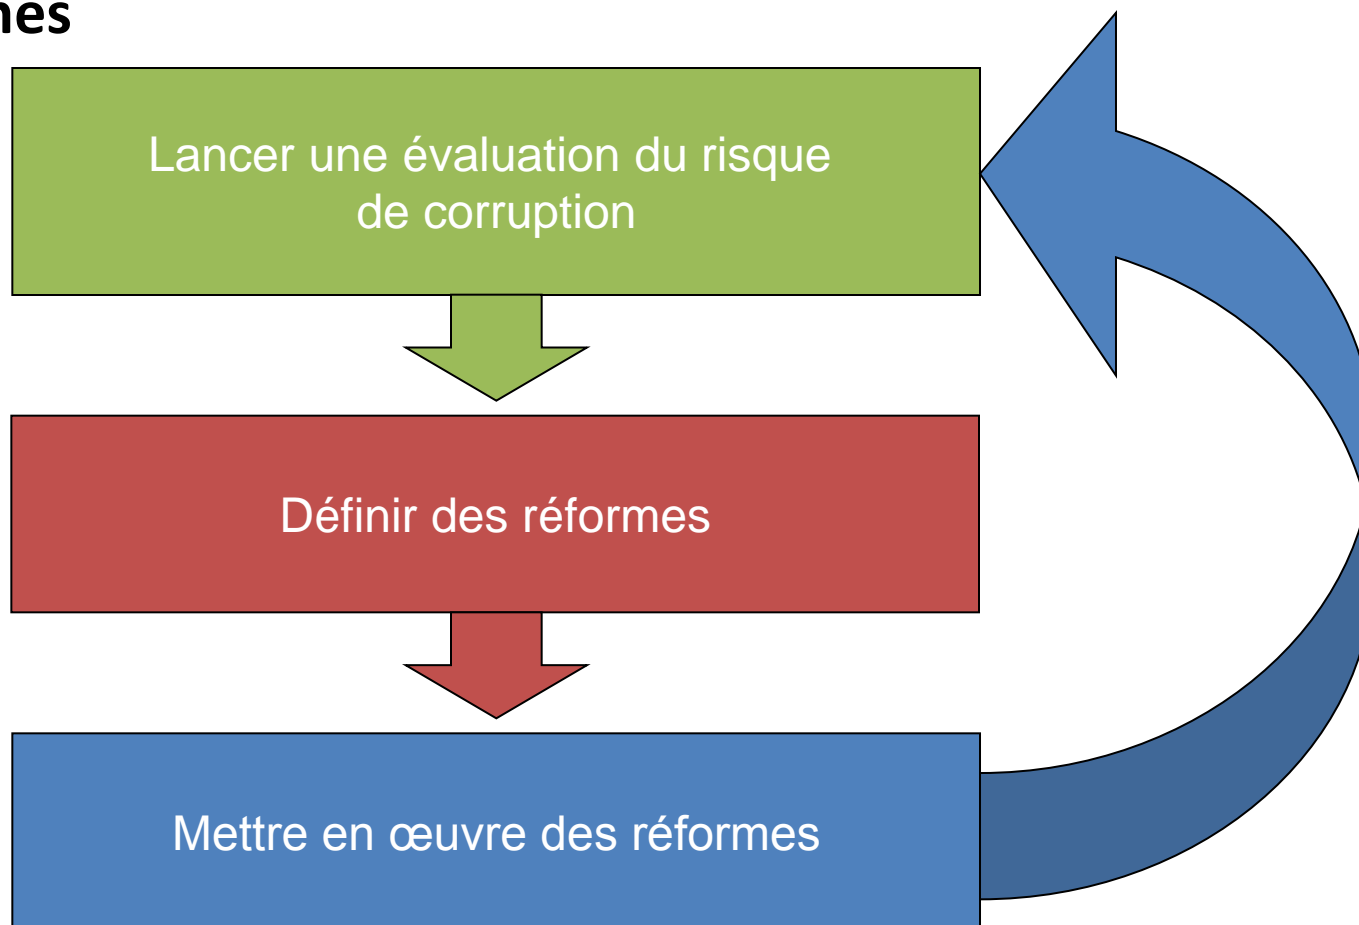 nes
Lancer une évaluation du risque
de corruption
Définir des réformes
Mettre en œuvre des réformes